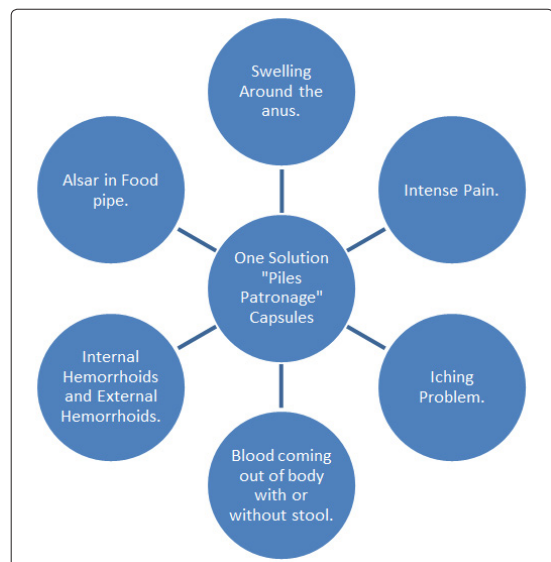 Swelling
Around the
anus.
Alsar in Food
pipe.
Intense Pain.
One Solution
"Piles
Patronage"
Capsules
Internal
Hemorrhoids
and External
Hemorrhoids.
Iching
Problem.
Blood coming
out of body
with or
without stool.